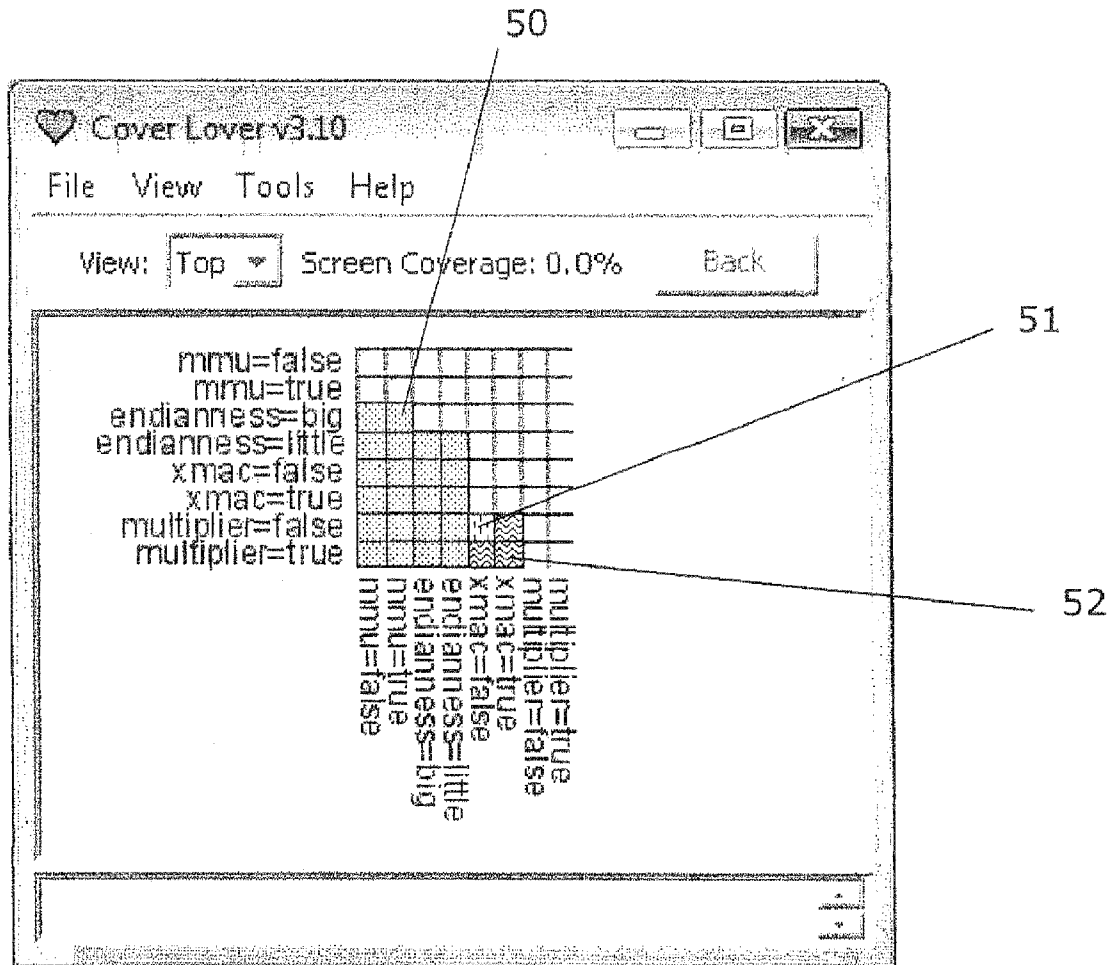 50
Cover Lover v3.10
File View Tools Help
View: Top Screen Coverage: 0.0% Back
51
mmu=false
mmu=true
endianness=big
endianness=little
xmac=false
xmac=true
multiplier=false
multiplier=true
52
mmu=false
mmu=true
endianness=big
endianness=little
xmac=false
xmac=true
multiplier=false
multiplier=true